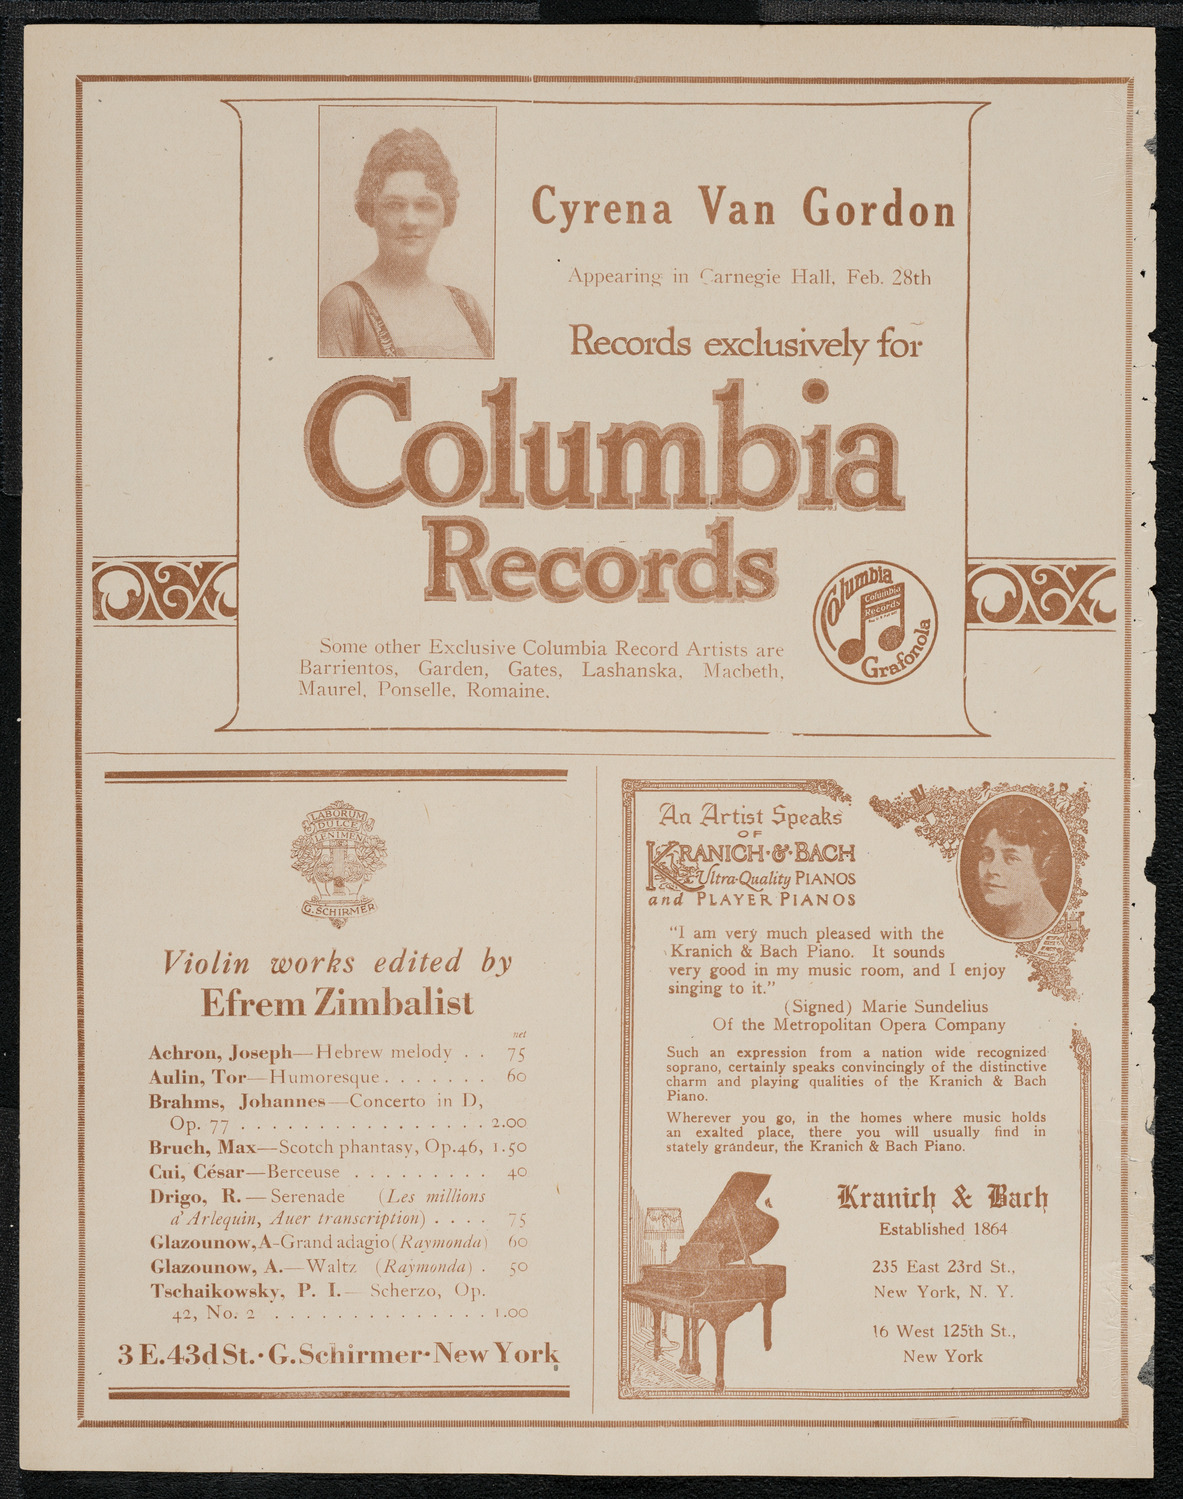 Cyrena Van Gordon
Appearing in Carnegie Hall, Feb. 28th
Records exclusively for
Columbia
Records
Columbia
Columbia
Records
Grafonola
Some other Exclusive Columbia Record Artists are
Barrientos, Garden, Gates, Lashanska, Macbeth,
Maurel, Ponselle, Romaine.
LABORUM
DULCE
LENIMEN
G. SCHIRMER
Violin works edited by
Efrem Zimbalist
net
Achron, Joseph—Hebrew melody . . 75
Aulin, Tor—Humoresque . . . . . . . 60
Brahms, Johannes—Concerto in D,
Op. 77 . . . . . . . . . . . . . . . . . 2.00
Bruch, Max—Scotch phantasy, Op.46, 1.50
Cui, César—Berceuse . . . . . . . . . 40
Drigo, R.—Serenade (Les millions
d'Arlequin, Auer transcription) . . . . 75
Glazounow, A-Grand adagio (Raymonda) 60
Glazounow, A.—Waltz (Raymonda) . 50
Tschaikowsky, P. I.—Scherzo, Op.
42, No. 2 . . . . . . . . . . . . . . 1.00
3 E. 43d St. · G. Schirmer · New York
An Artist Speaks
OF
KRANICH·&·BACH
Ultra-Quality PIANOS
and PLAYER PIANOS
"I am very much pleased with the
Kranich & Bach Piano. It sounds
very good in my music room, and I enjoy
singing to it."
(Signed) Marie Sundelius
Of the Metropolitan Opera Company
Such an expression from a nation wide recognized
soprano, certainly speaks convincingly of the distinctive
charm and playing qualities of the Kranich & Bach
Piano.
Wherever you go, in the homes where music holds
an exalted place, there you will usually find in
stately grandeur, the Kranich & Bach Piano.
Kranich & Bach
Established 1864
235 East 23rd St.,
New York, N. Y.
16 West 125th St.,
New York